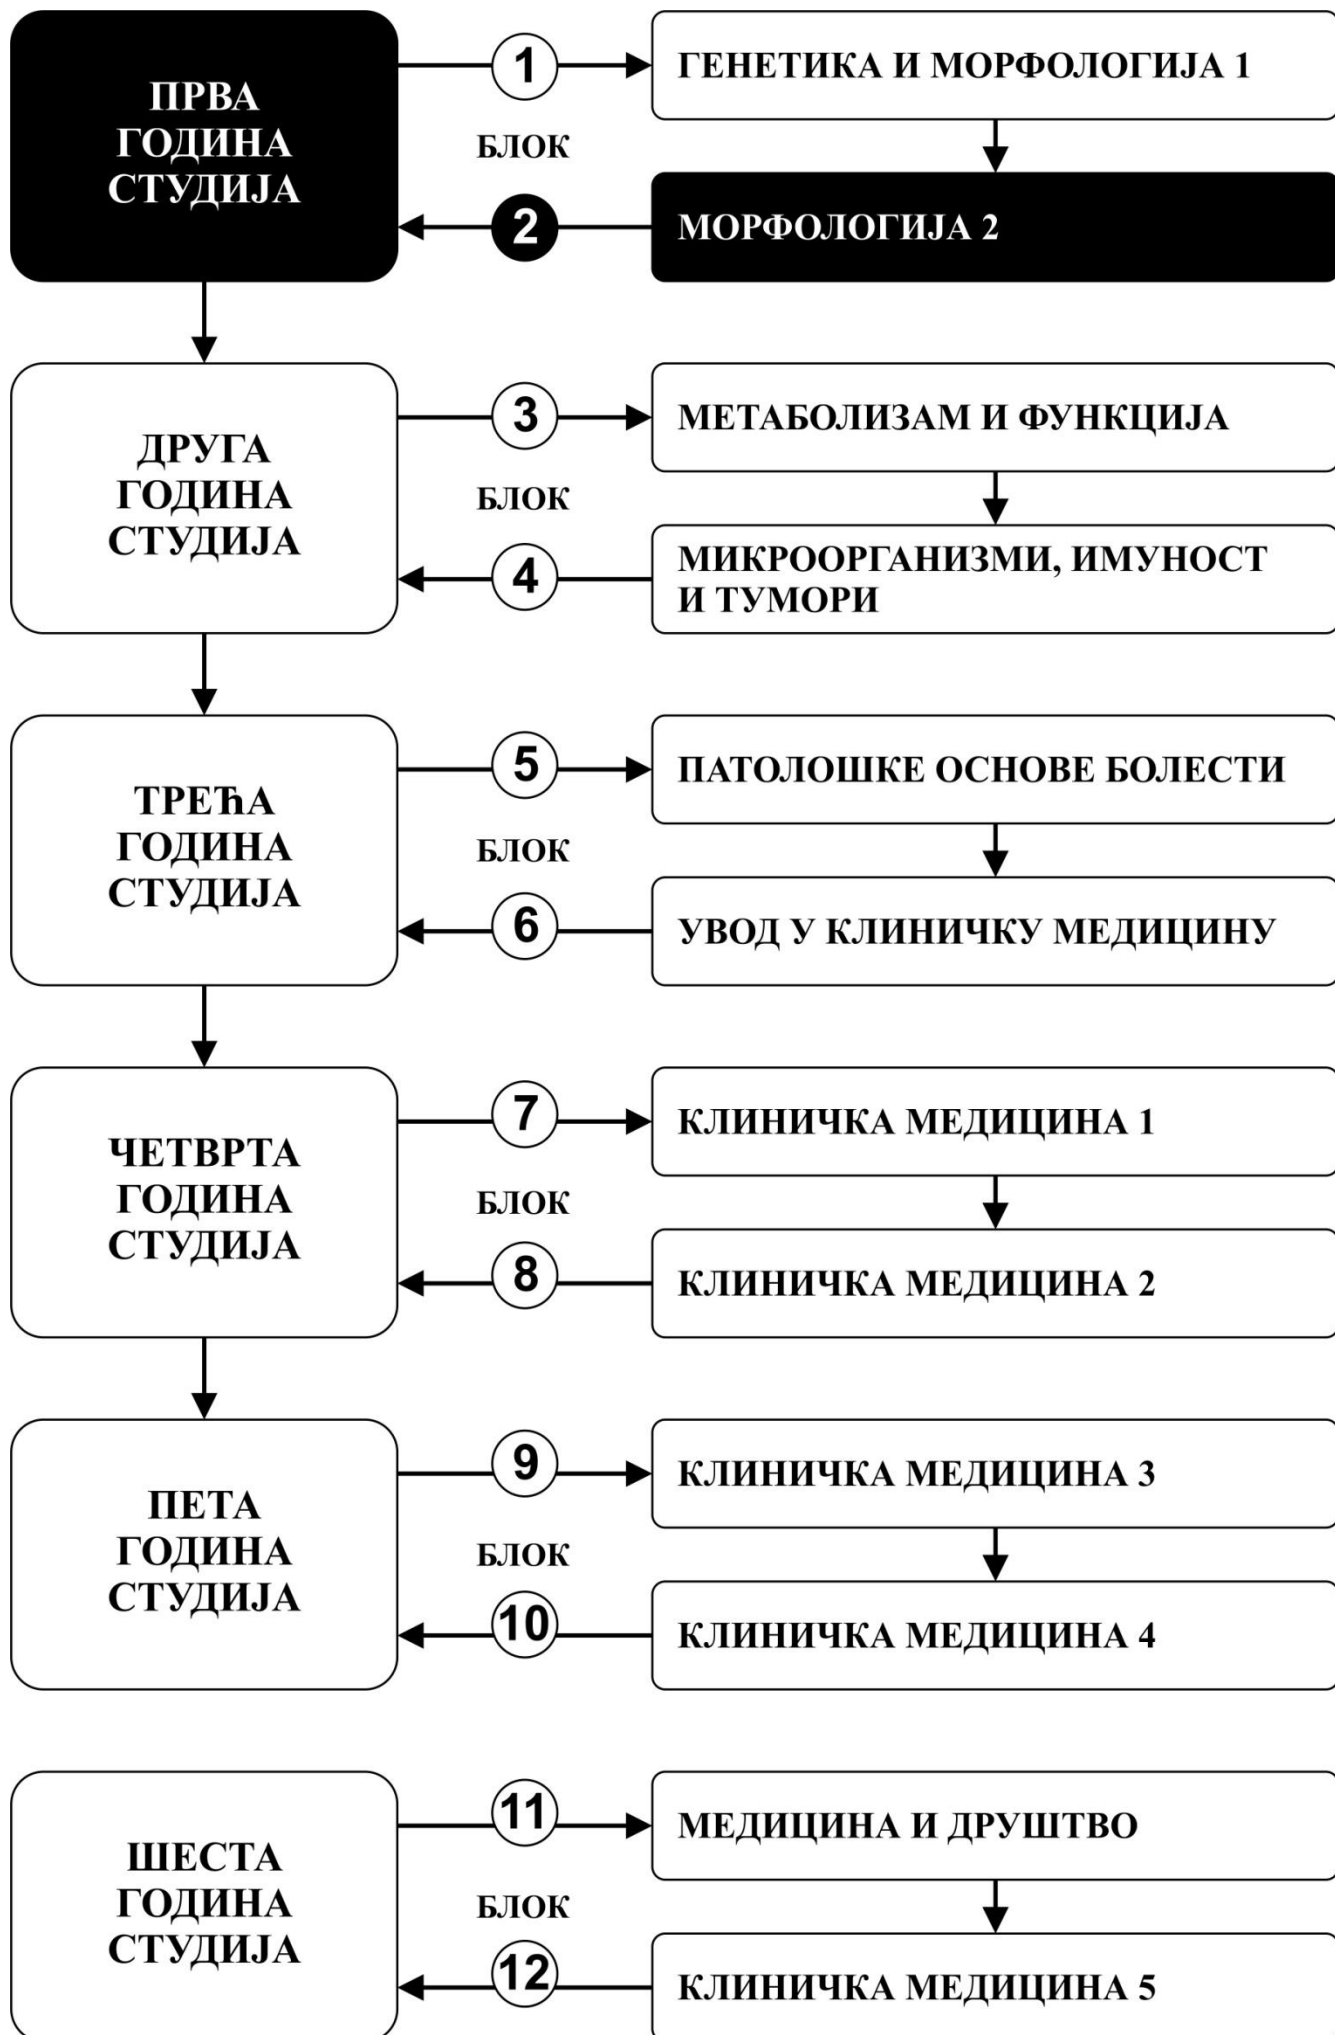 ПРВА
ГОДИНА
СТУДИЈА
1
БЛОК
2
ГЕНЕТИКА И МОРФОЛОГИЈА 1
МОРФОЛОГИЈА 2
ДРУГА
ГОДИНА
СТУДИЈА
3
БЛОК
4
МЕТАБОЛИЗАМ И ФУНКЦИЈА
МИКРООРГАНИЗМИ, ИМУНОСТ
И ТУМОРИ
ТРЕЋА
ГОДИНА
СТУДИЈА
5
БЛОК
6
ПАТОЛОШКЕ ОСНОВЕ БОЛЕСТИ
УВОД У КЛИНИЧКУ МЕДИЦИНУ
ЧЕТВРТА
ГОДИНА
СТУДИЈА
7
БЛОК
8
КЛИНИЧКА МЕДИЦИНА 1
КЛИНИЧКА МЕДИЦИНА 2
ПЕТА
ГОДИНА
СТУДИЈА
9
БЛОК
10
КЛИНИЧКА МЕДИЦИНА 3
КЛИНИЧКА МЕДИЦИНА 4
ШЕСТА
ГОДИНА
СТУДИЈА
11
БЛОК
12
МЕДИЦИНА И ДРУШТВО
КЛИНИЧКА МЕДИЦИНА 5